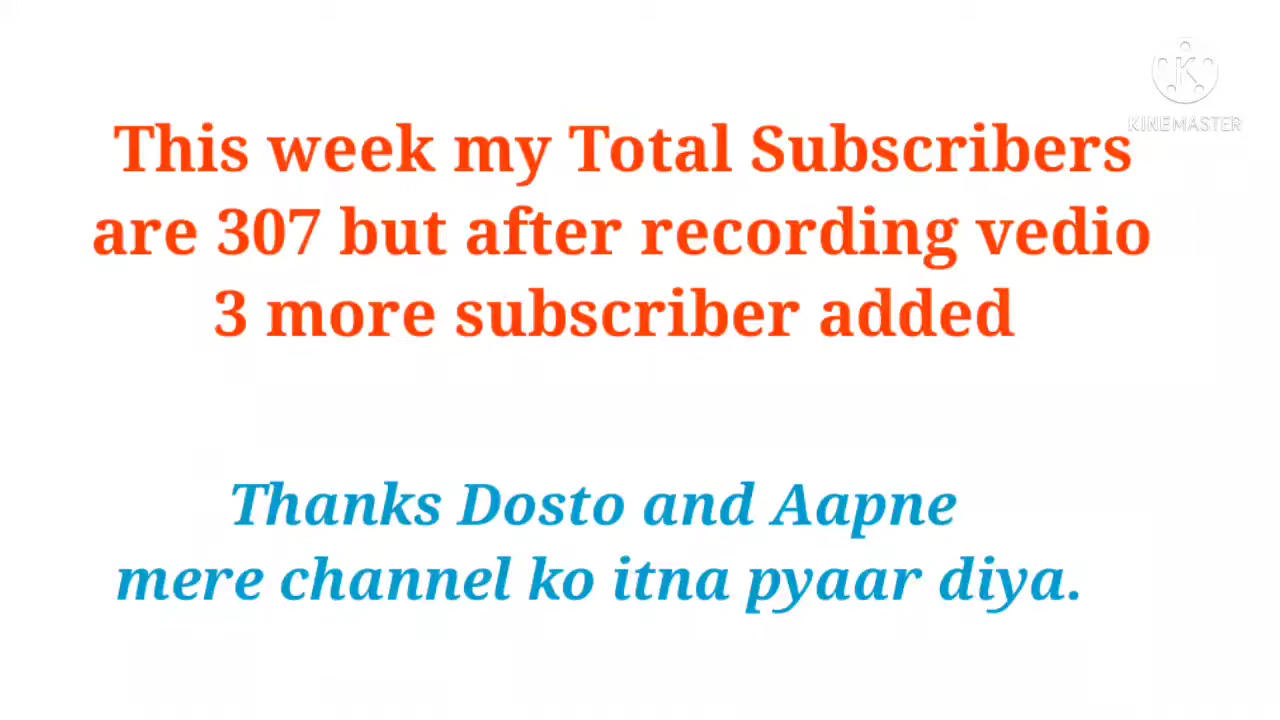 KINEMASTER
This week my Total Subscribers
are 307 but after recording vedio
3 more subscriber added
Thanks Dosto and Aapne
mere channel ko itna pyaar diya.